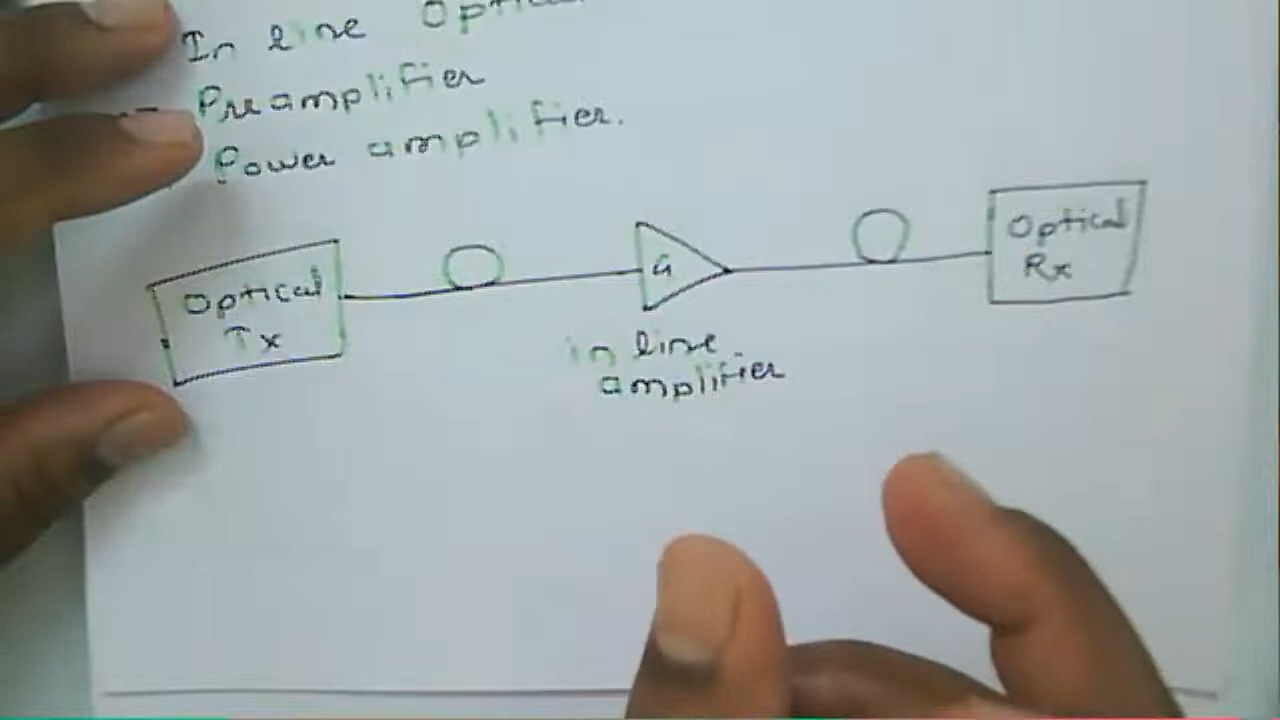 In line
Preamplifier
Power amplifier.
Optical
Tx
G
in line
amplifier
Optical
Rx